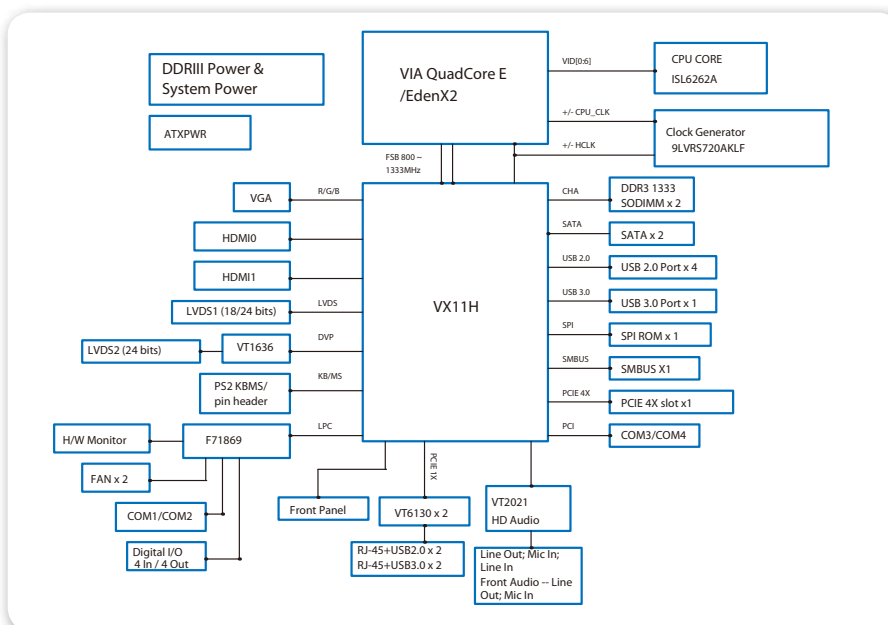 DDRIII Power &
System Power
ATXPWR
VIA QuadCore E
/EdenX2
VID[0:6]
CPU CORE
ISL6262A
+/- CPU_CLK
Clock Generator
9LVRS720AKLF
+/- HCLK
FSB 800 ~
1333MHz
VX11H
VGA
R/G/B
HDMI0
HDMI1
LVDS1 (18/24 bits)
LVDS
LVDS2 (24 bits)
VT1636
DVP
PS2 KBMS/
pin header
KB/MS
H/W Monitor
F71869
LPC
FAN x 2
COM1/COM2
Digital I/O
4 In / 4 Out
CHA
DDR3 1333
SODIMM x 2
SATA
SATA x 2
USB 2.0
USB 2.0 Port x 4
USB 3.0
USB 3.0 Port x 1
SPI
SPI ROM x 1
SMBUS
SMBUS X1
PCIE 4X
PCIE 4X slot x1
PCI
COM3/COM4
Front Panel
PCIE 1X
VT6130 x 2
RJ-45+USB2.0 x 2
RJ-45+USB3.0 x 2
VT2021
HD Audio
Line Out; Mic In;
Line In
Front Audio -- Line
Out; Mic In